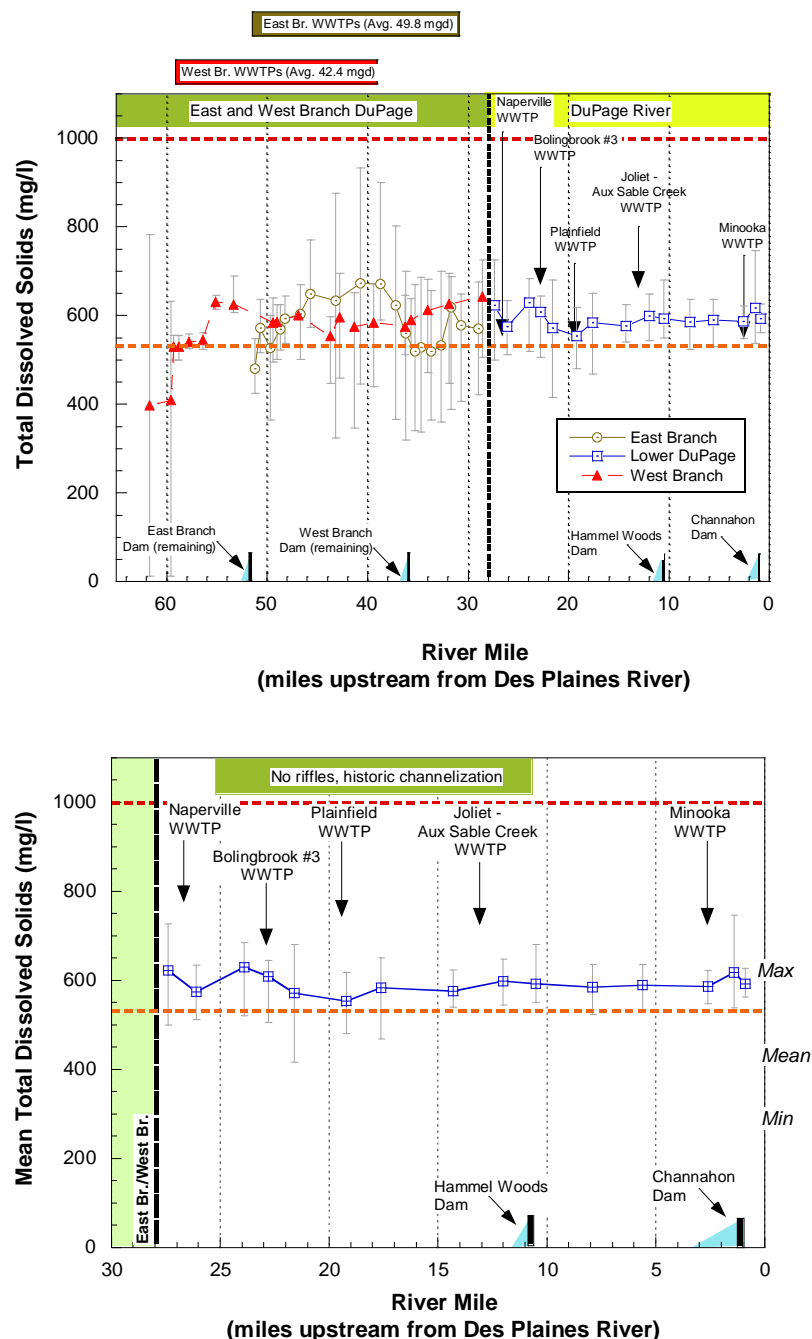 East Br. WWTPs (Avg. 49.8 mgd)
West Br. WWTPs (Avg. 42.4 mgd)
East and West Branch DuPage
DuPage River
Naperville
WWTP
Bolingbrook #3
WWTP
Joliet -
Aux Sable Creek
WWTP
Plainfield
WWTP
Minooka
WWTP
Total Dissolved Solids (mg/l)
1000
800
600
400
200
0
East Branch
Lower DuPage
West Branch
East Branch
Dam (remaining)
West Branch
Dam (remaining)
Hammel Woods
Dam
Channahon
Dam
60
50
40
30
20
10
0
River Mile
(miles upstream from Des Plaines River)
No riffles, historic channelization
Naperville
WWTP
Bolingbrook #3
WWTP
Plainfield
WWTP
Joliet -
Aux Sable Creek
WWTP
Minooka
WWTP
Mean Total Dissolved Solids (mg/l)
1000
800
600
400
200
0
Max
Mean
Min
East Br./West Br.
Hammel Woods
Dam
Channahon
Dam
30
25
20
15
10
5
0
River Mile
(miles upstream from Des Plaines River)